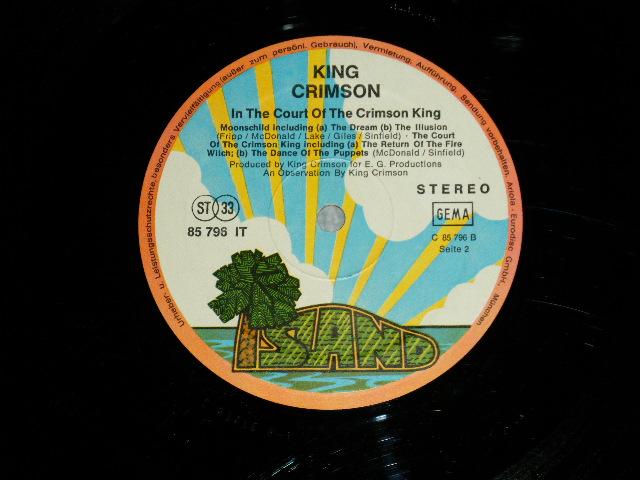 Urheber- u. Leistungsschutzrechte, besonders Vervielfältigung (außer zum persönl. Gebrauch), Vermietung, Aufführung, Sendung vorbehalten. Ariola-Eurodisc GmbH, München
KING
CRIMSON
In The Court Of The Crimson King
Moonschild including (a) The Dream (b) The Illusion
(Fripp / McDonald / Lake / Giles / Sinfield) · The Court
Of The Crimson King including (a) The Return Of The Fire
Witch; (b) The Dance Of The Puppets (McDonald / Sinfield)
Produced by King Crimson for E. G. Productions
An Observation By King Crimson
STEREO
ST 33
GEMA
85 796 IT
C 85 796 B
Seite 2
ISLAND